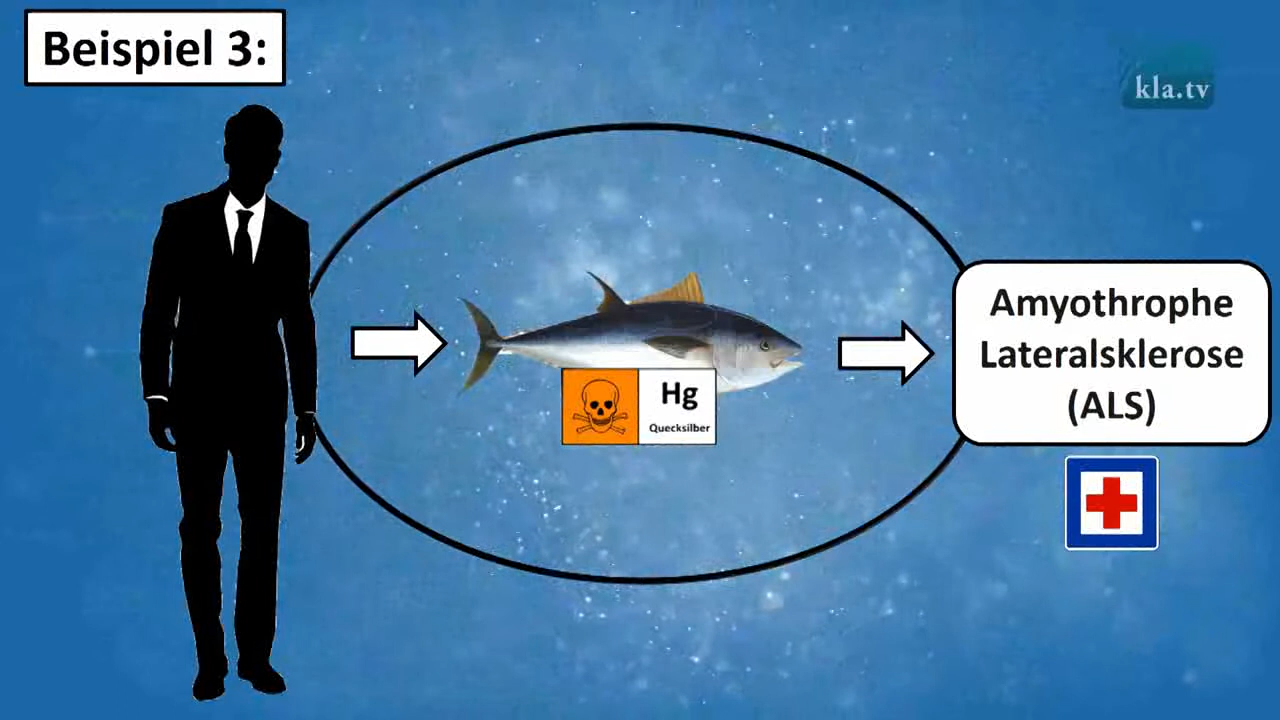 Beispiel 3:
kla.tv
Amyothrophe
Lateralsklerose
(ALS)
Hg
Quecksilber